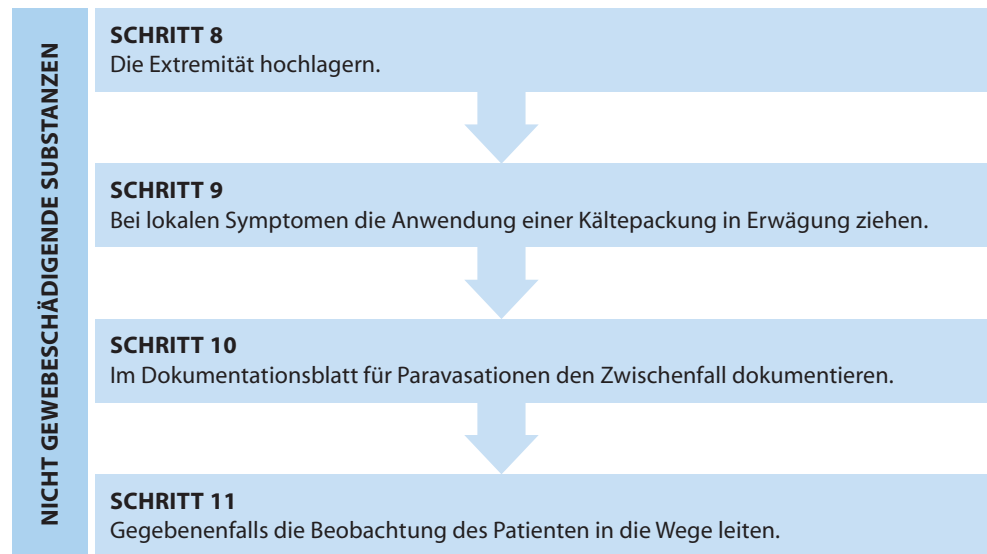 NICHT GEWEBESCHÄDIGENDE SUBSTANZEN
SCHRITT 8
Die Extremität hochlagern.
SCHRITT 9
Bei lokalen Symptomen die Anwendung einer Kältepackung in Erwägung ziehen.
SCHRITT 10
Im Dokumentationsblatt für Paravasationen den Zwischenfall dokumentieren.
SCHRITT 11
Gegebenenfalls die Beobachtung des Patienten in die Wege leiten.